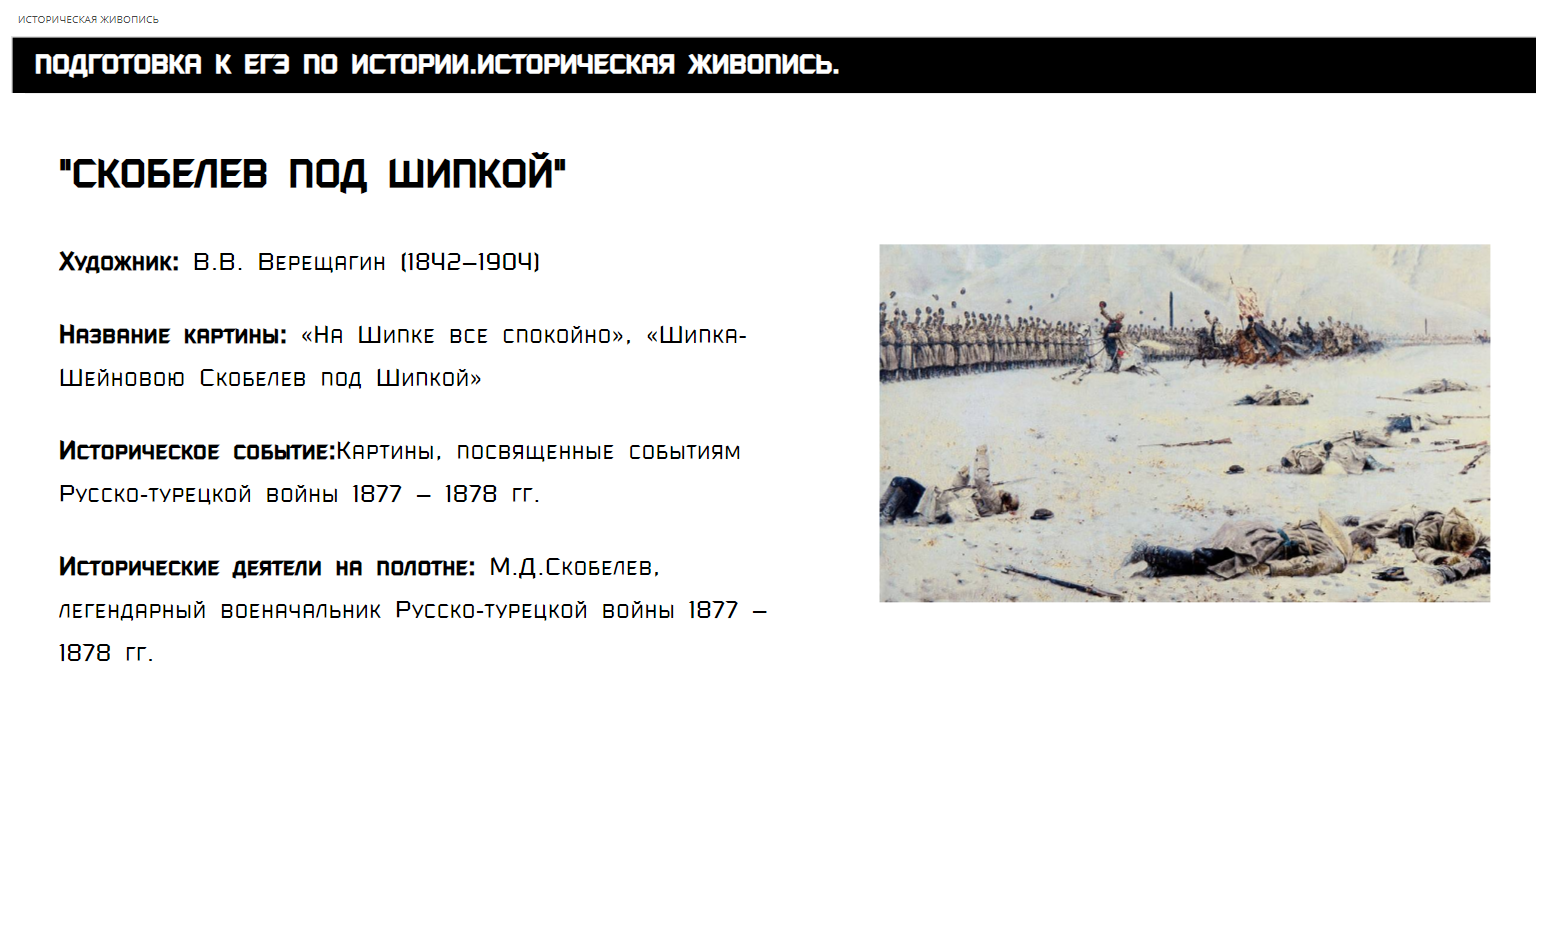 ИСТОРИЧЕСКАЯ ЖИВОПИСЬ
ПОДГОТОВКА К ЕГЭ ПО ИСТОРИИ.ИСТОРИЧЕСКАЯ ЖИВОПИСЬ.
"СКОБЕЛЕВ ПОД ШИПКОЙ"
Художник: В.В. Верещагин (1842–1904)
Название картины: «На Шипке все спокойно», «Шипка-
Шейновою Скобелев под Шипкой»
Историческое событие:Картины, посвященные событиям
Русско-турецкой войны 1877 – 1878 гг.
Исторические деятели на полотне: М.Д.Скобелев,
легендарный военачальник Русско-турецкой войны 1877 –
1878 гг.